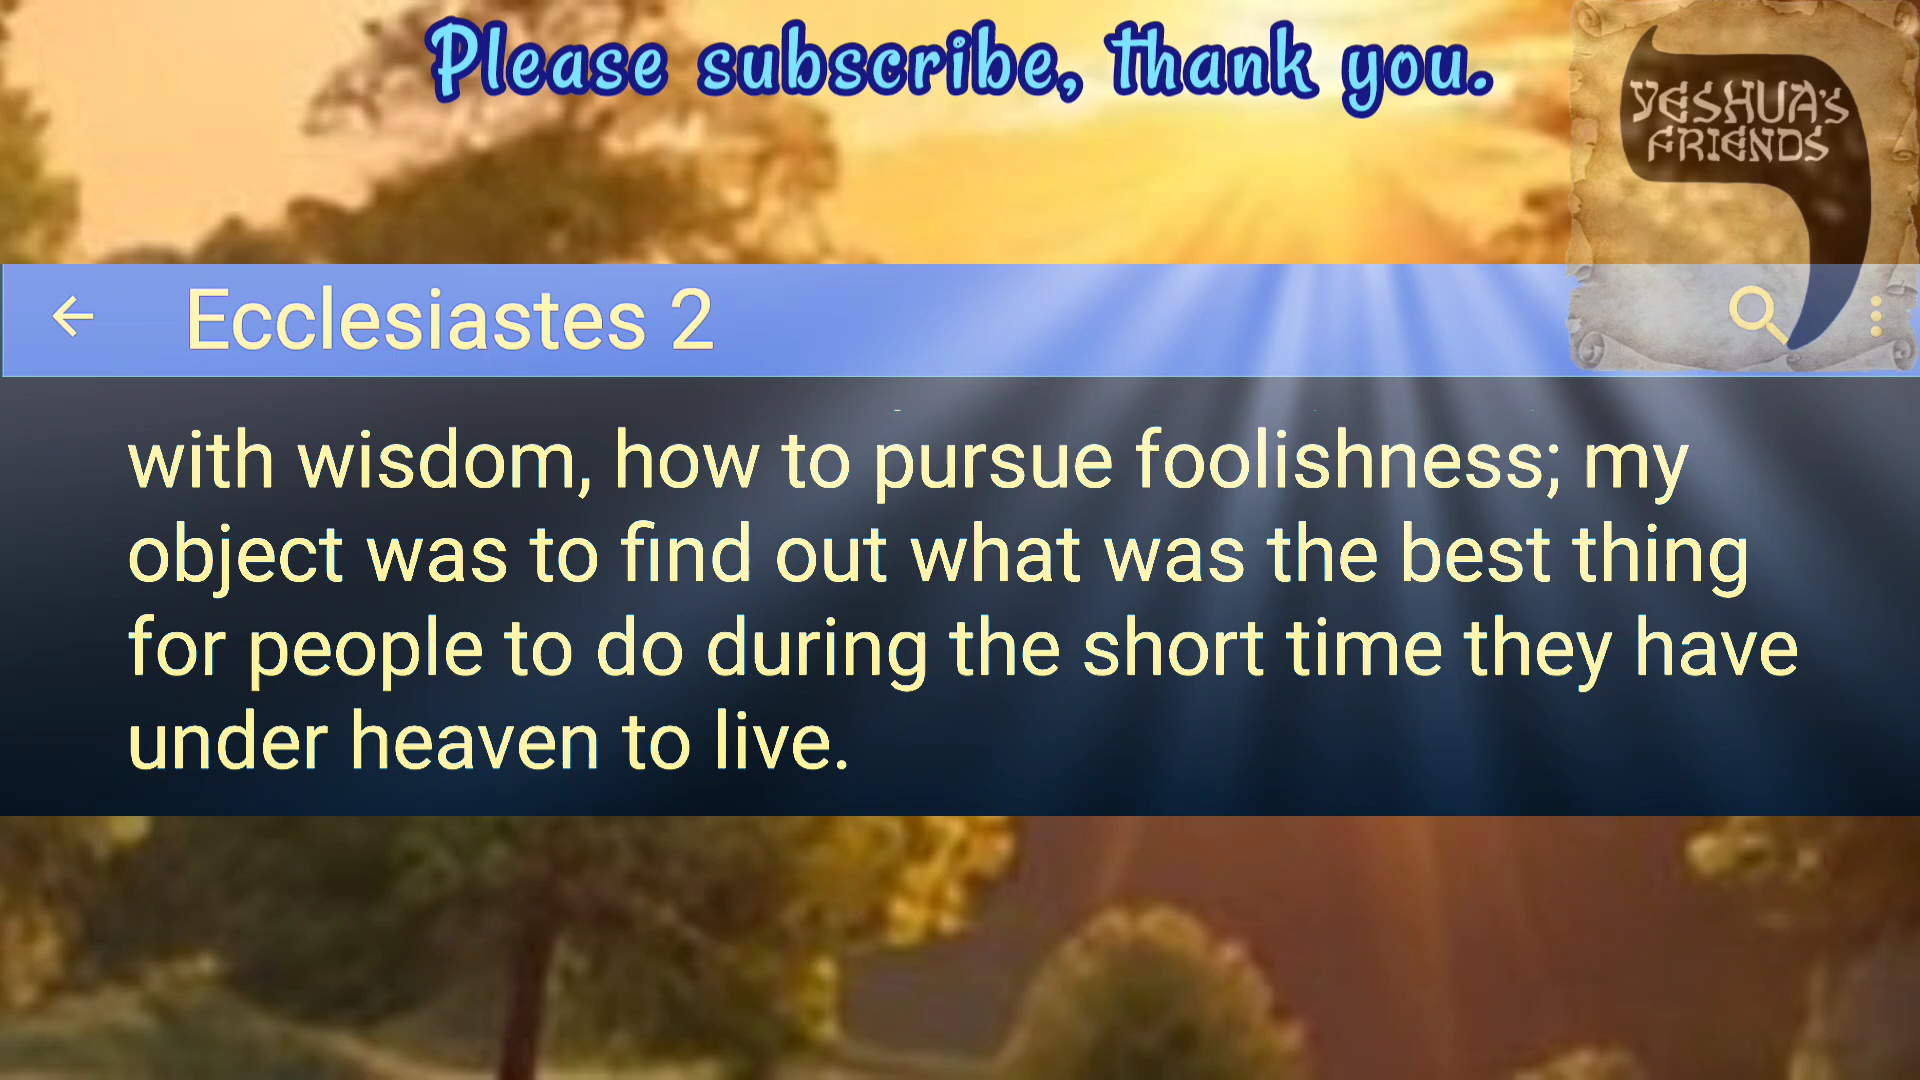 Please subscribe, thank you.
YESHUA'S
FRIENDS
Ecclesiastes 2
with wisdom, how to pursue foolishness; my
object was to find out what was the best thing
for people to do during the short time they have
under heaven to live.